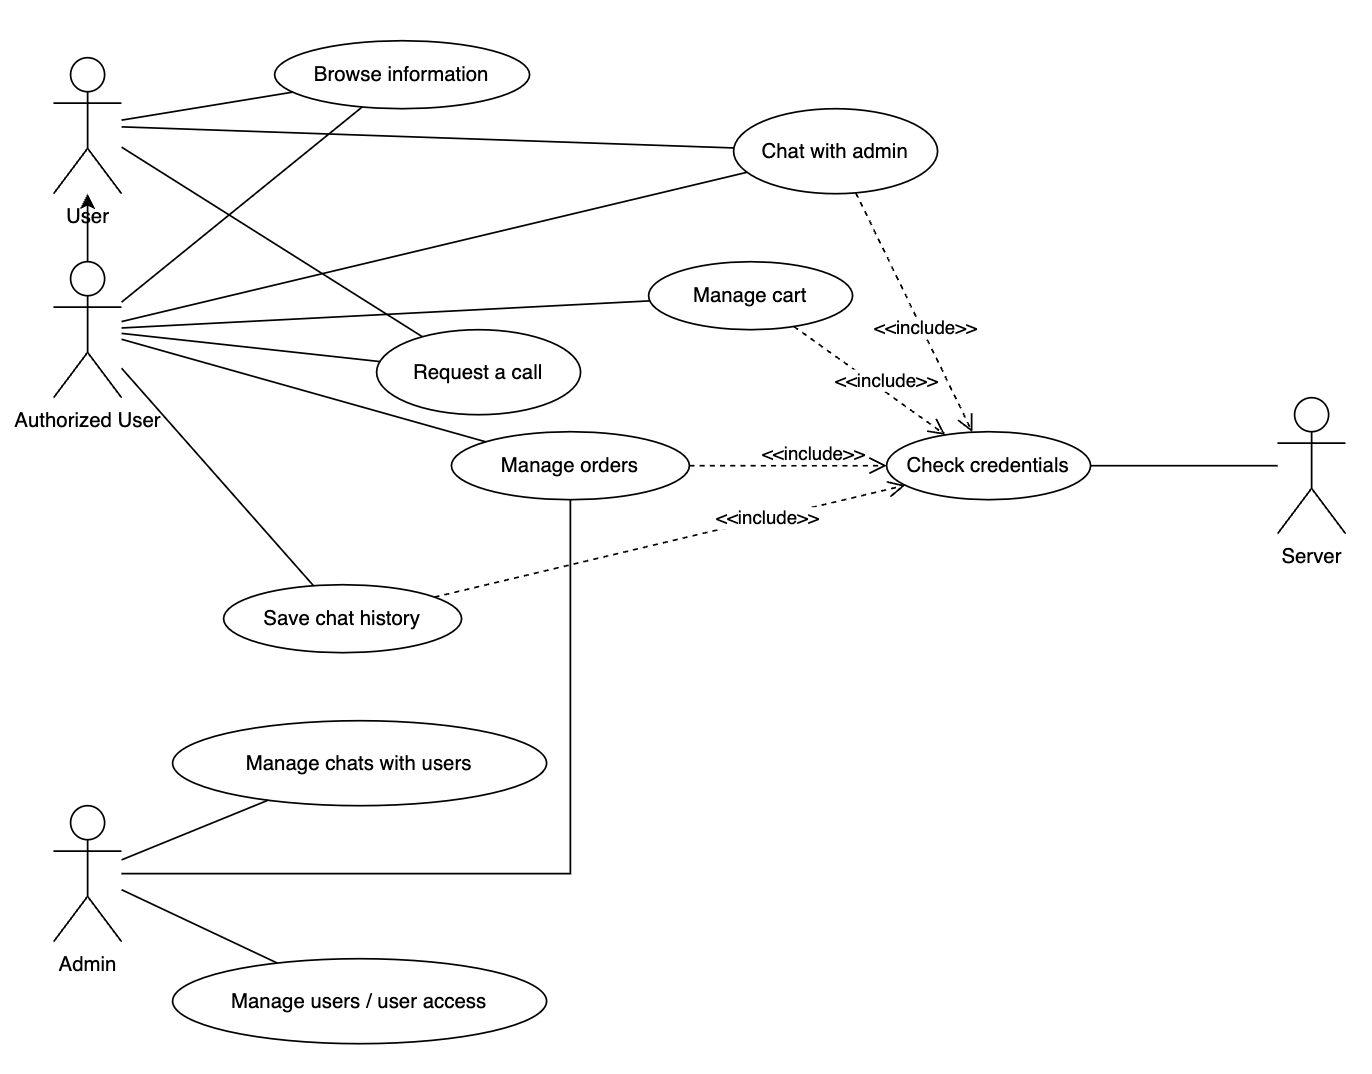 Browse information
Chat with admin
User
Manage cart
<<include>>
Request a call
<<include>>
Authorized User
<<include>>
Manage orders
Check credentials
<<include>>
Server
Save chat history
Manage chats with users
Admin
Manage users / user access